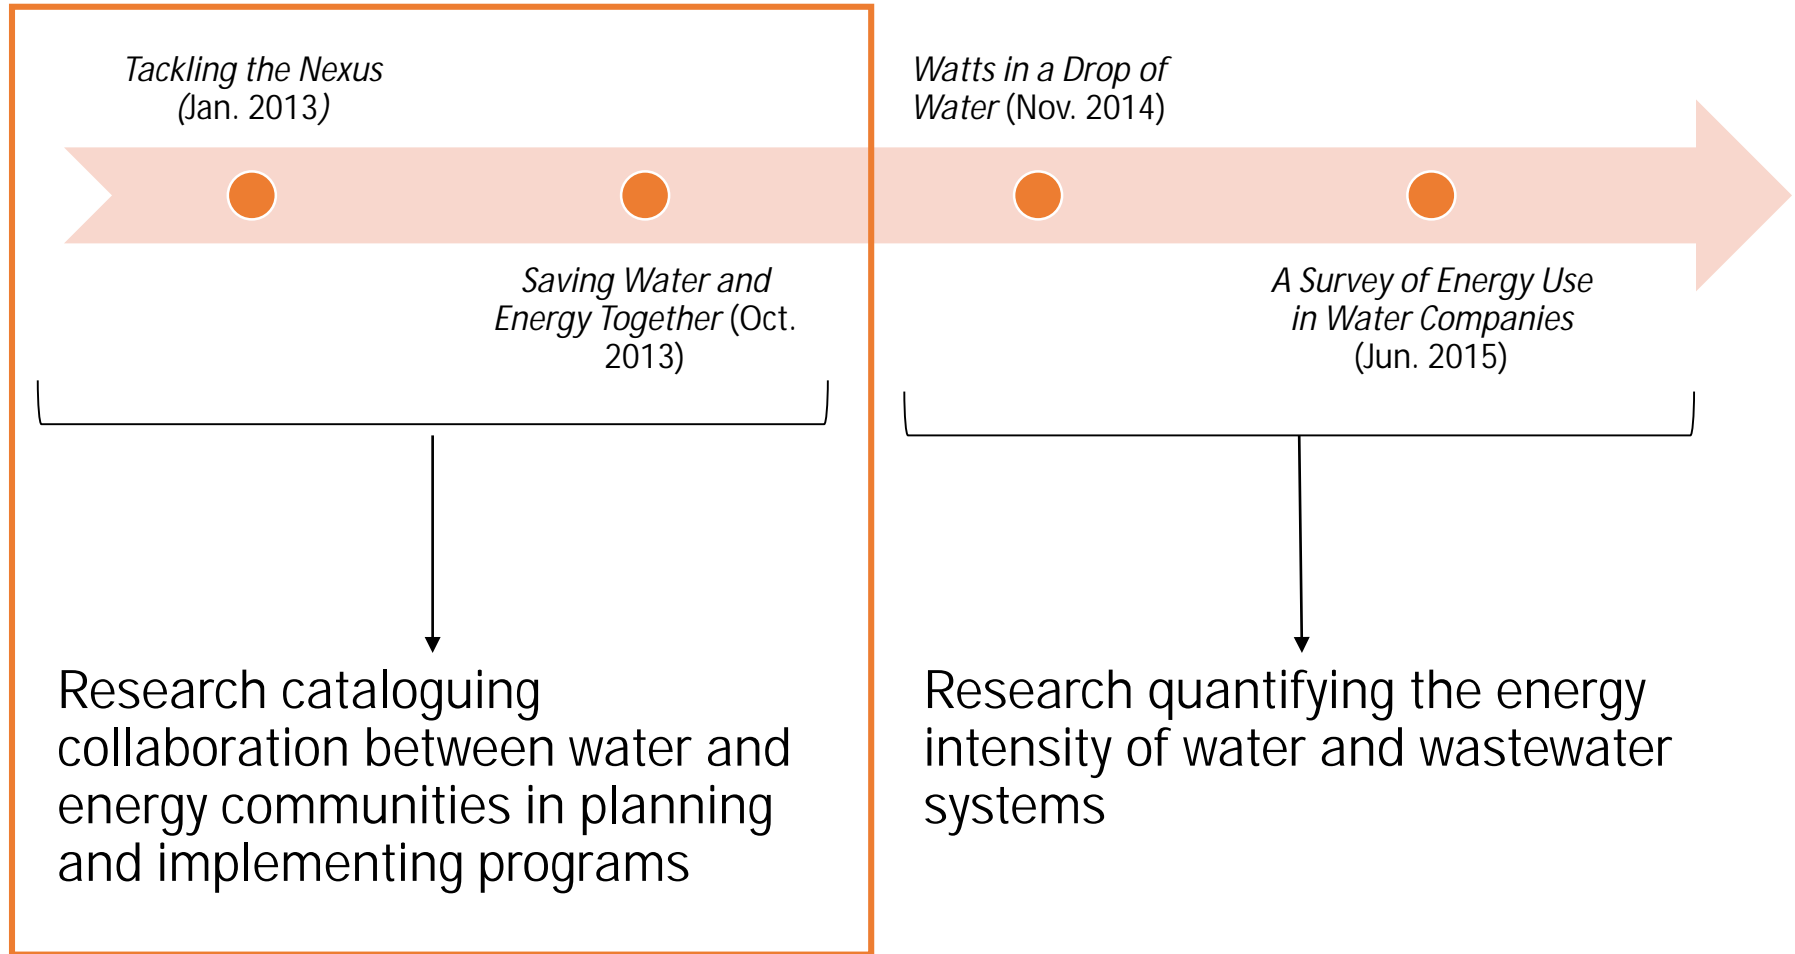 Tackling the Nexus
(Jan. 2013)
Saving Water and
Energy Together (Oct.
2013)
Watts in a Drop of
Water (Nov. 2014)
A Survey of Energy Use
in Water Companies
(Jun. 2015)
Research cataloguing
collaboration between water and
energy communities in planning
and implementing programs
Research quantifying the energy
intensity of water and wastewater
systems